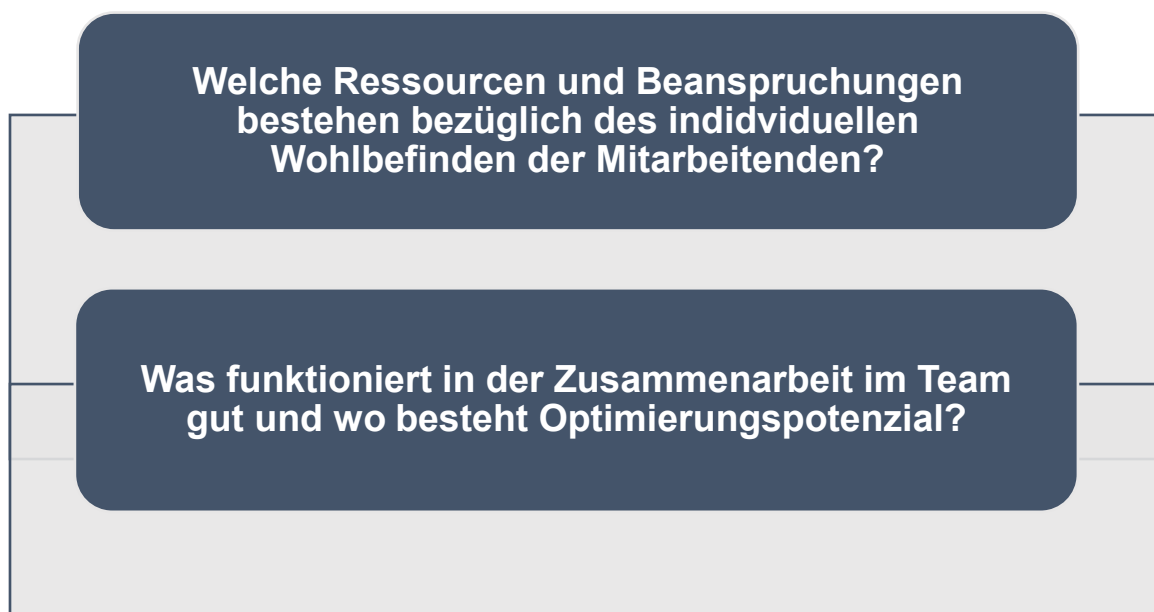 Welche Ressourcen und Beanspruchungen
bestehen bezüglich des indidviduellen
Wohlbefinden der Mitarbeitenden?
Was funktioniert in der Zusammenarbeit im Team
gut und wo besteht Optimierungspotenzial?